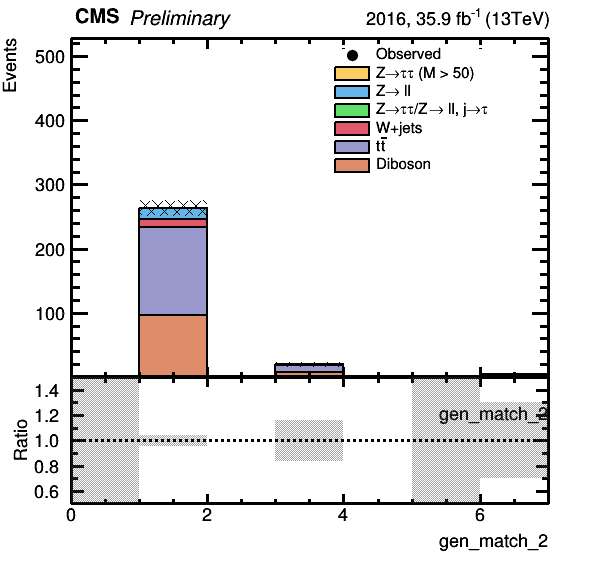 CMS Preliminary 2016, 35.9 fb⁻¹ (13TeV)
Events
500
400
300
200
100
Observed
Z→ττ (M > 50)
Z→ ll
Z→ττ/Z→ ll, j→τ
W+jets
tt̄
Diboson
Ratio
1.4
1.2
1.0
0.8
0.6
gen_match_2
0 2 4 6
gen_match_2